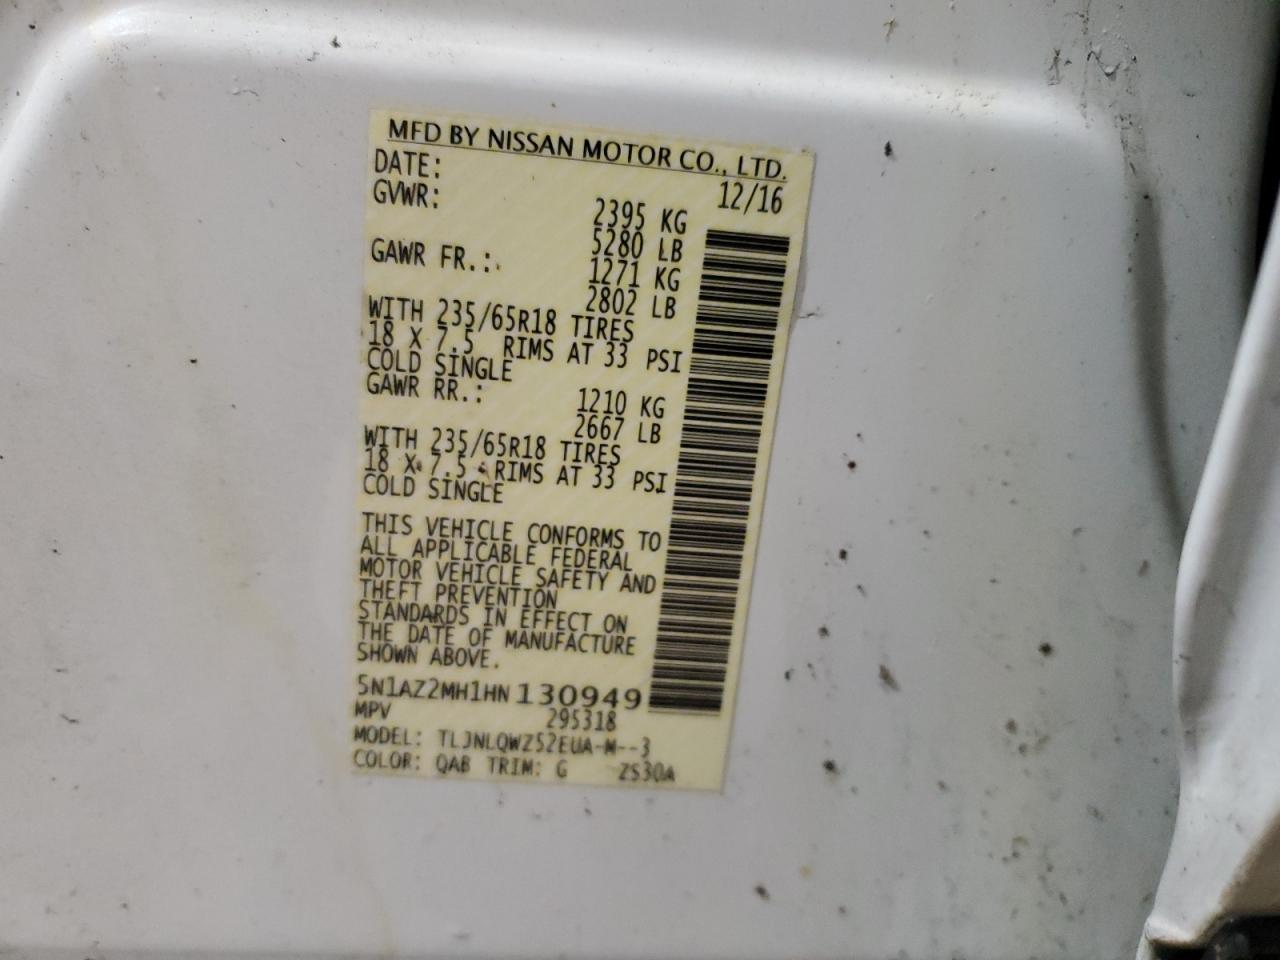 MFD BY NISSAN MOTOR CO., LTD.
DATE: 12/16
GVWR: 2395 KG
5280 LB
GAWR FR.: 1271 KG
2802 LB
WITH 235/65R18 TIRES
18 X 7.5 RIMS AT 33 PSI
COLD SINGLE
GAWR RR.: 1210 KG
2667 LB
WITH 235/65R18 TIRES
18 X 7.5 RIMS AT 33 PSI
COLD SINGLE
THIS VEHICLE CONFORMS TO
ALL APPLICABLE FEDERAL
MOTOR VEHICLE SAFETY AND
THEFT PREVENTION
STANDARDS IN EFFECT ON
THE DATE OF MANUFACTURE
SHOWN ABOVE.
5N1AZ2MH1HN130949
MPV 295318
MODEL: TLJNLQWZ52EUA-M--3
COLOR: QAB TRIM: G ZS30A